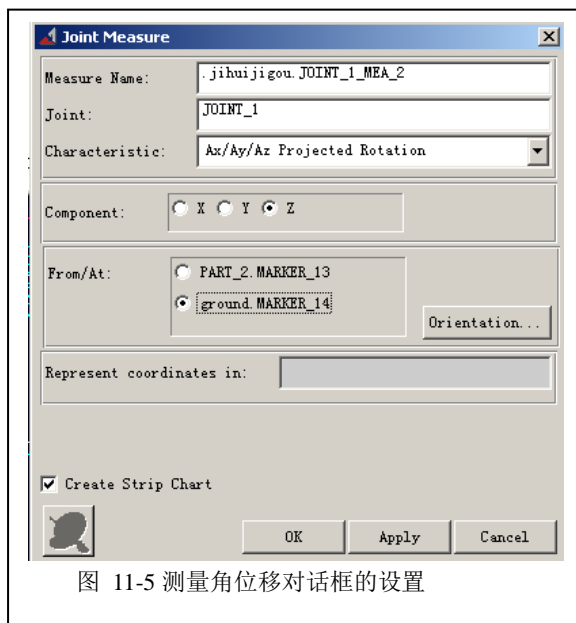 Joint Measure
Measure Name: .jihuijigou.JOINT_1_MEA_2
Joint: JOINT_1
Characteristic: Ax/Ay/Az Projected Rotation
Component: X Y Z
From/At: PART_2.MARKER_13
ground.MARKER_14
Orientation...
Represent coordinates in:
Create Strip Chart
OK Apply Cancel
图 11-5 测量角位移对话框的设置